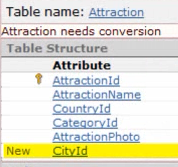 Table name: Attraction
Attraction needs conversion
Table Structure
Attribute
AttractionId
AttractionName
CountryId
CategoryId
AttractionPhoto
New CityId